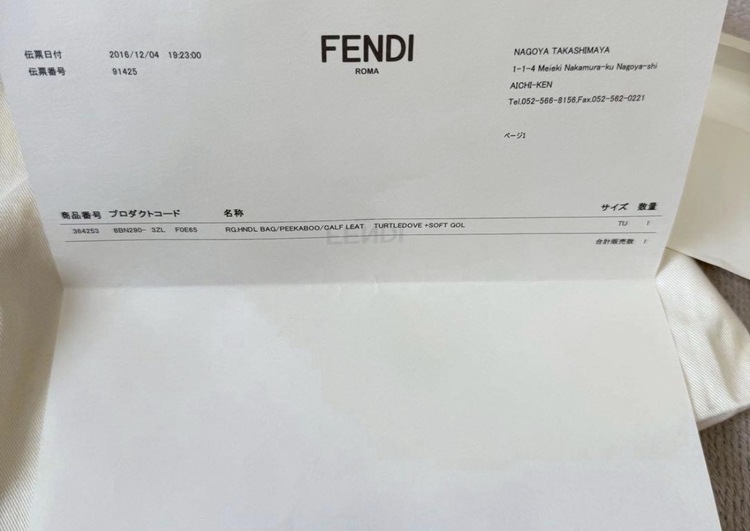 伝票日付 2016/12/04 19:23:00
伝票番号 91425
FENDI
ROMA
NAGOYA TAKASHIMAYA
1-1-4 Meieki Nakamura-ku Nagoya-shi
AICHI-KEN
Tel.052-566-8156,Fax.052-562-0221
ページ1
商品番号 プロダクトコード 名称 サイズ 数量
364253 8BN290- 3ZL F0E65 RG.HNDL BAG/PEEKABOO/CALF LEAT TURTLEDOVE +SOFT GOL TU 1
合計販売数 1